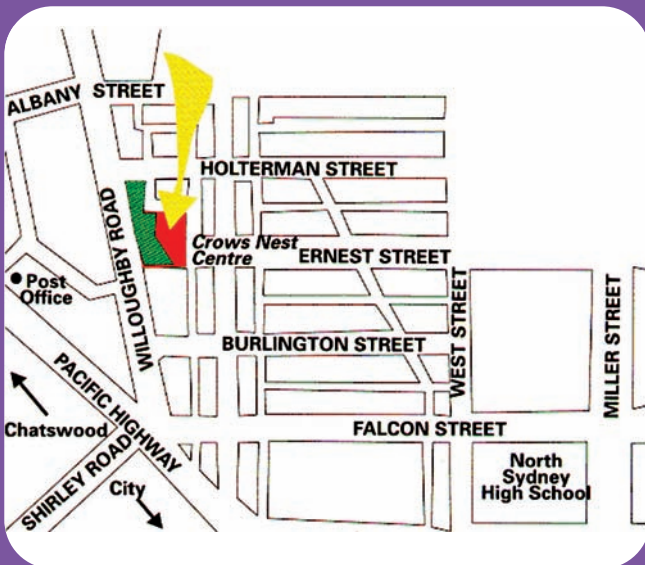 ALBANY STREET
HOLTERMAN STREET
WILLOUGHBY ROAD
Crows Nest
Centre
ERNEST STREET
Post
Office
BURLINGTON STREET
WEST STREET
MILLER STREET
PACIFIC HIGHWAY
Chatswood
FALCON STREET
SHIRLEY ROAD
City
North
Sydney
High School